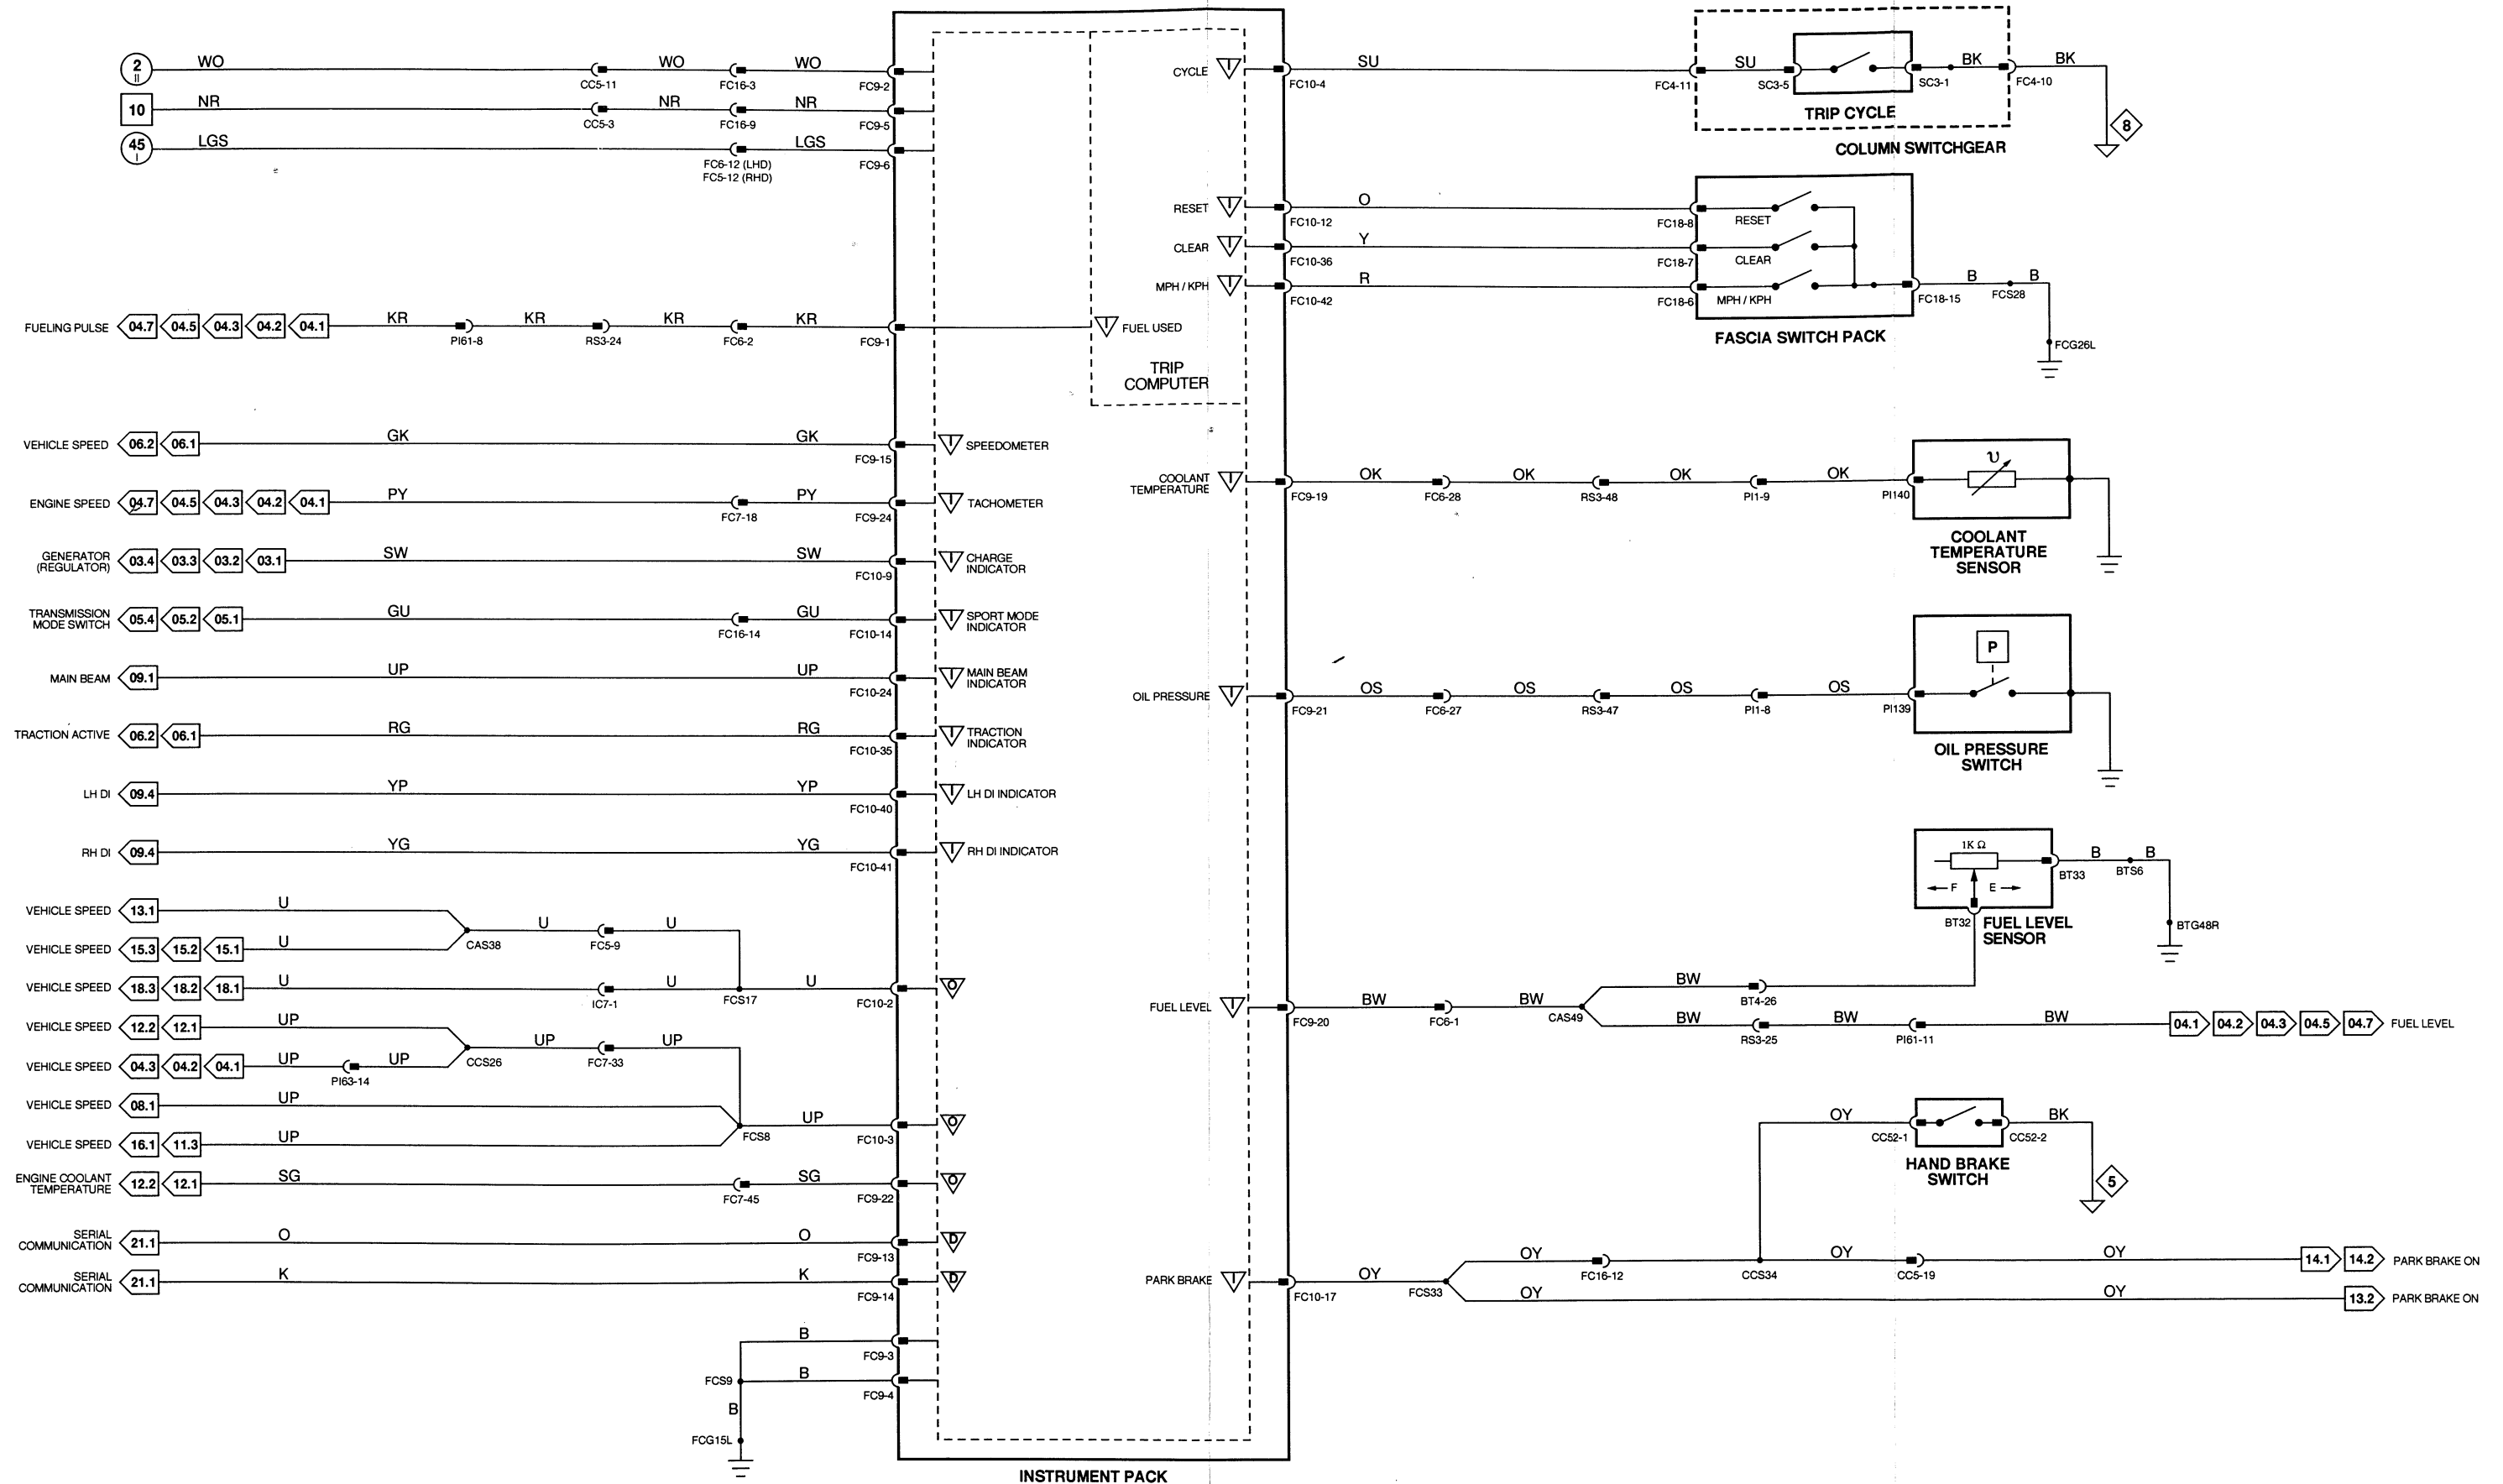 2
II
WO
CC5-11
WO
FC16-3
WO
FC9-2
10
NR
CC5-3
NR
FC16-9
NR
FC9-5
45
I
LGS
FC6-12 (LHD)
FC5-12 (RHD)
LGS
FC9-6
FUELING PULSE
04.7 04.5 04.3 04.2 04.1
KR
PI61-8
KR
RS3-24
KR
FC6-2
KR
FC9-1
I
FUEL USED
TRIP
COMPUTER
VEHICLE SPEED
06.2 06.1
GK
GK
FC9-15
I
SPEEDOMETER
ENGINE SPEED
04.7 04.5 04.3 04.2 04.1
PY
FC7-18
PY
FC9-24
I
TACHOMETER
GENERATOR
(REGULATOR)
03.4 03.3 03.2 03.1
SW
SW
FC10-9
I
CHARGE
INDICATOR
TRANSMISSION
MODE SWITCH
05.4 05.2 05.1
GU
FC16-14
GU
FC10-14
I
SPORT MODE
INDICATOR
MAIN BEAM
09.1
UP
UP
FC10-24
I
MAIN BEAM
INDICATOR
TRACTION ACTIVE
06.2 06.1
RG
RG
FC10-35
I
TRACTION
INDICATOR
LH DI
09.4
YP
YP
FC10-40
I
LH DI INDICATOR
RH DI
09.4
YG
YG
FC10-41
I
RH DI INDICATOR
VEHICLE SPEED
13.1
U
VEHICLE SPEED
15.3 15.2 15.1
U
CAS38
U
FC5-9
U
VEHICLE SPEED
18.3 18.2 18.1
U
IC7-1
U
FCS17
U
FC10-2
O
VEHICLE SPEED
12.2 12.1
UP
VEHICLE SPEED
04.3 04.2 04.1
UP
PI63-14
UP
CCS26
UP
FC7-33
UP
VEHICLE SPEED
08.1
UP
VEHICLE SPEED
16.1 11.3
UP
FCS8
UP
FC10-3
O
ENGINE COOLANT
TEMPERATURE
12.2 12.1
SG
FC7-45
SG
FC9-22
O
SERIAL
COMMUNICATION
21.1
O
O
FC9-13
D
SERIAL
COMMUNICATION
21.1
K
K
FC9-14
D
B
FC9-3
FCS9
B
FC9-4
B
FCG15L
INSTRUMENT PACK
CYCLE
I
FC10-4
SU
FC4-11
SU
SC3-5
SC3-1
BK
FC4-10
BK
8
TRIP CYCLE
COLUMN SWITCHGEAR
RESET
I
FC10-12
O
FC18-8
RESET
CLEAR
I
FC10-36
Y
FC18-7
CLEAR
MPH / KPH
I
FC10-42
R
FC18-6
MPH / KPH
FC18-15
B
FCS28
B
FCG26L
FASCIA SWITCH PACK
COOLANT
TEMPERATURE
I
FC9-19
OK
FC6-28
OK
RS3-48
OK
PI1-9
OK
PI140
υ
COOLANT
TEMPERATURE
SENSOR
OIL PRESSURE
I
FC9-21
OS
FC6-27
OS
RS3-47
OS
PI1-8
OS
PI139
P
OIL PRESSURE
SWITCH
1K Ω
F E
BT33
B
BTS6
B
BTG48R
BT32
FUEL LEVEL
SENSOR
FUEL LEVEL
I
FC9-20
BW
FC6-1
BW
CAS49
BW
BT4-26
BW
RS3-25
BW
PI61-11
BW
04.1 04.2 04.3 04.5 04.7
FUEL LEVEL
OY
CC52-1
CC52-2
BK
5
HAND BRAKE
SWITCH
PARK BRAKE
I
FC10-17
OY
FCS33
OY
FC16-12
CCS34
OY
CC5-19
OY
14.1 14.2
PARK BRAKE ON
OY
OY
13.2
PARK BRAKE ON